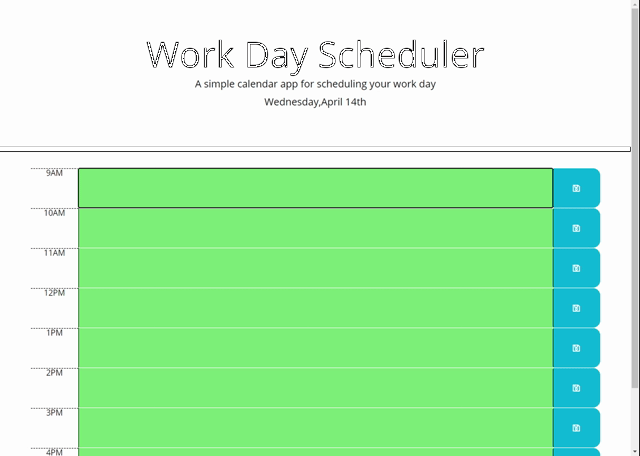 Work Day Scheduler
A simple calendar app for scheduling your work day
Wednesday,April 14th
9AM
10AM
11AM
12PM
1PM
2PM
3PM
4PM